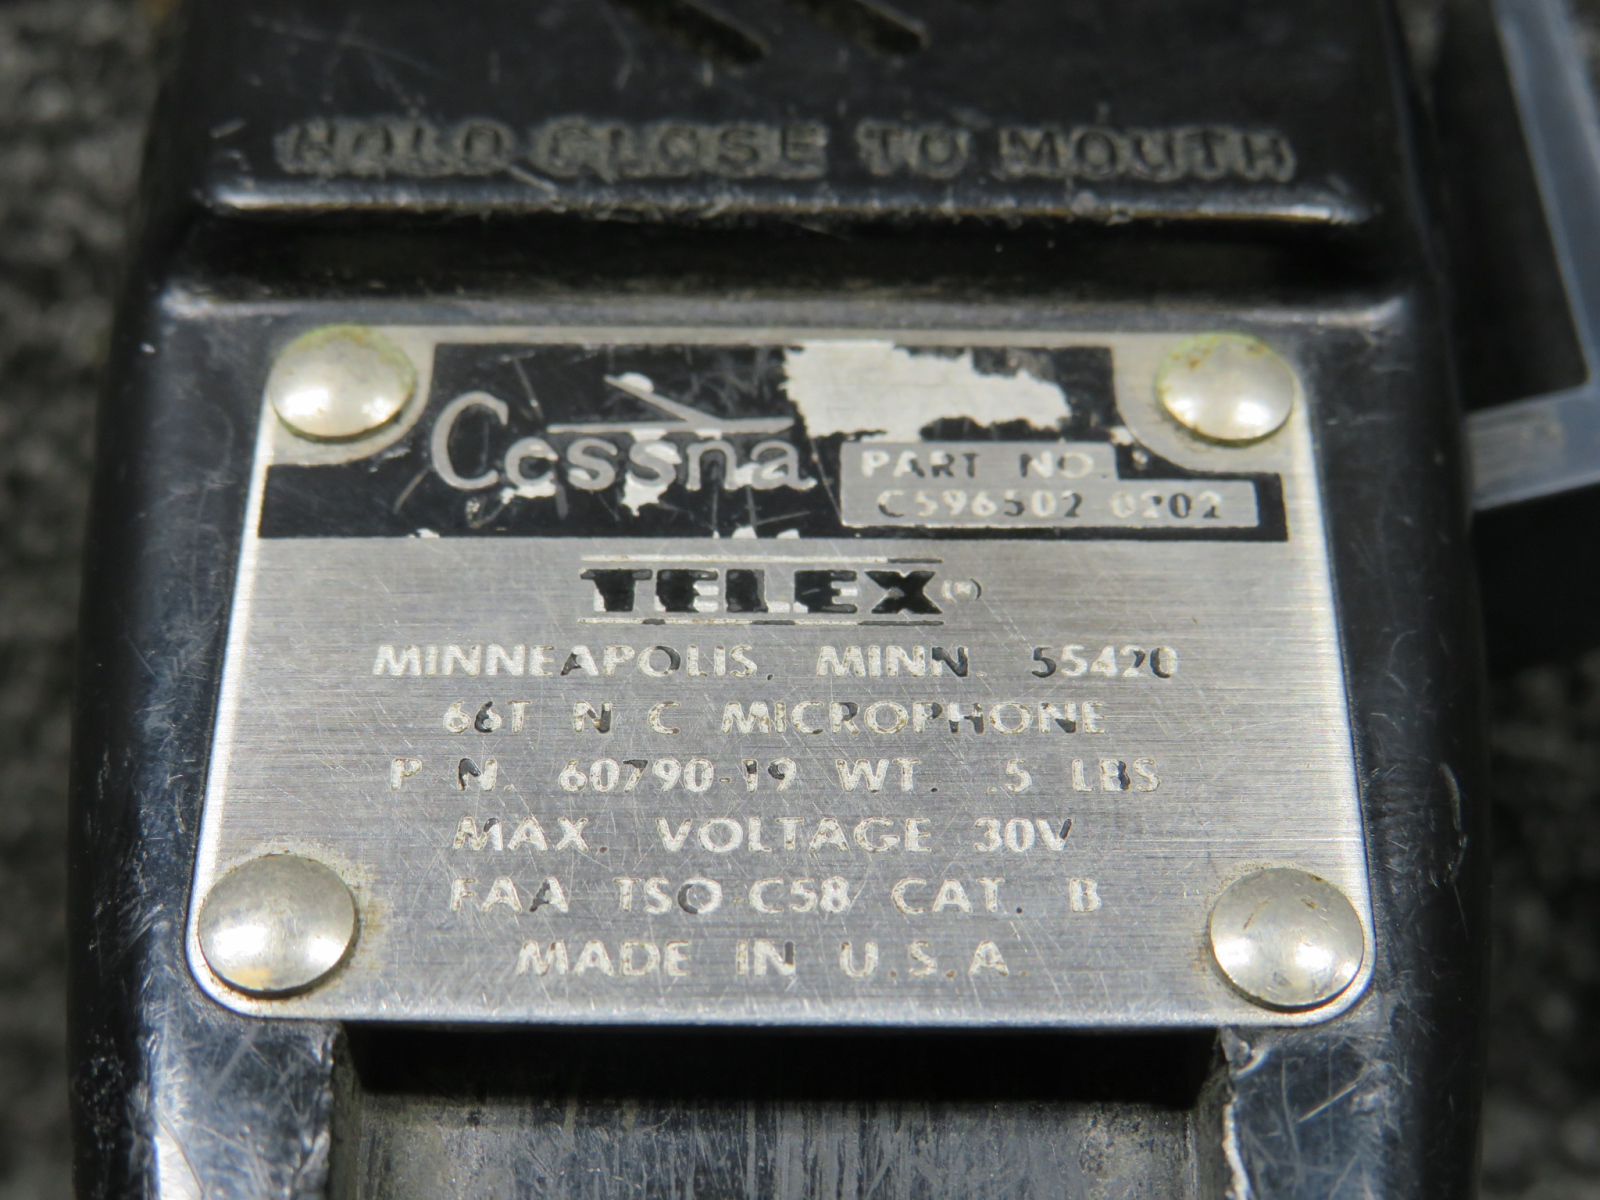 HOLD CLOSE TO MOUTH
Cessna
PART NO.
C596502 0202
TELEX (R)
MINNEAPOLIS, MINN. 55420
66T N C MICROPHONE
P N. 60790-19 WT. .5 LBS
MAX. VOLTAGE 30V
FAA TSO-C58 CAT. B
MADE IN U.S.A